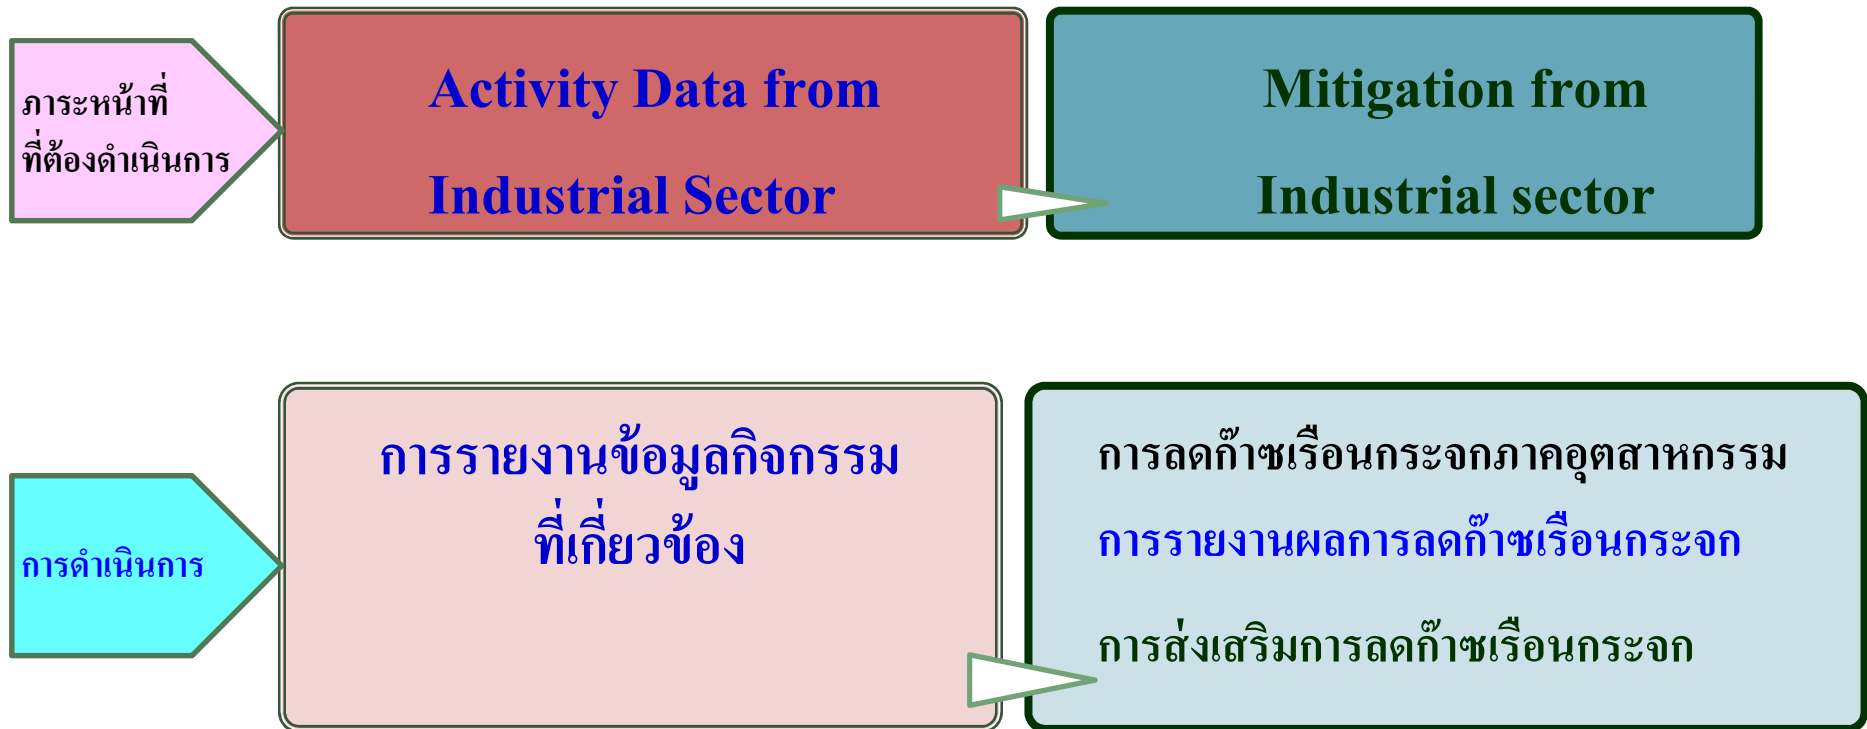 ภาระหน้าที่
ที่ต้องดำเนินการ
Activity Data from
Industrial Sector
Mitigation from
Industrial sector
การดำเนินการ
การรายงานข้อมูลกิจกรรม
ที่เกี่ยวข้อง
การลดก๊าซเรือนกระจกภาคอุตสาหกรรม
การรายงานผลการลดก๊าซเรือนกระจก
การส่งเสริมการลดก๊าซเรือนกระจก